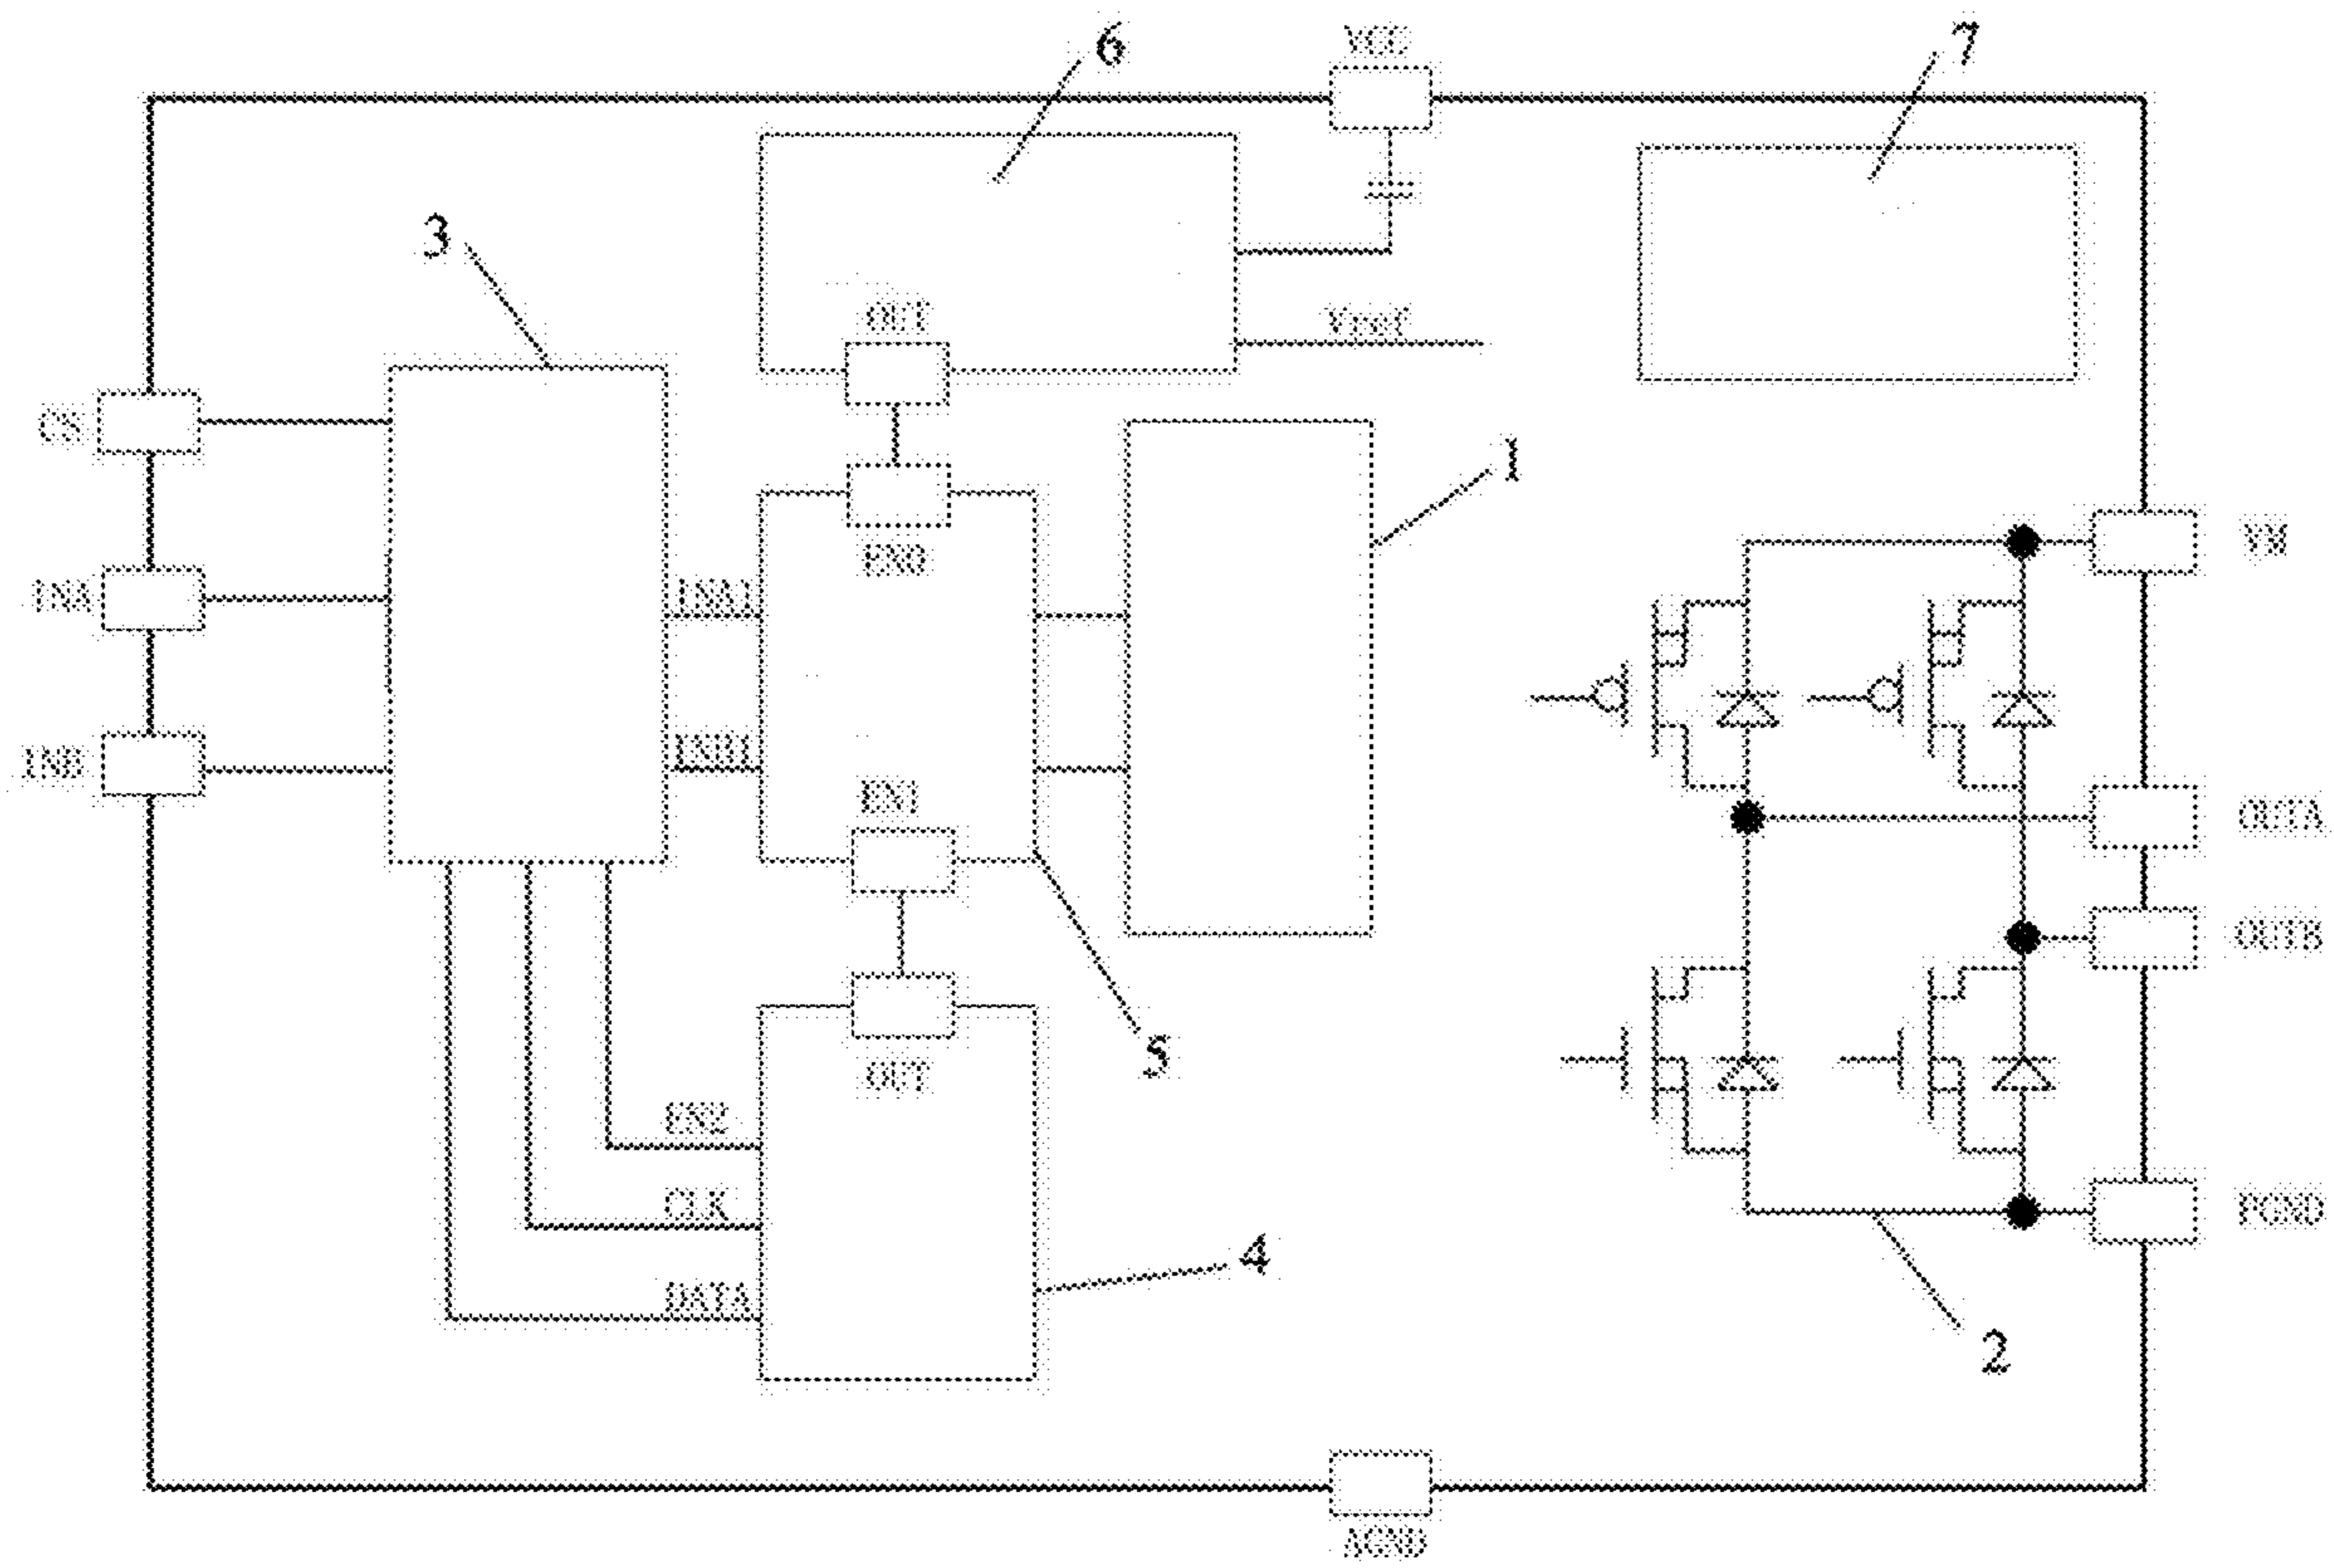 6
VCC
7
3
OUT
Vref
CS
1
EN0
VM
INA
INA1
INB
INB1
EN1
OUTA
OUTB
5
OUT
EN2
CLK
PGND
4
DATA
2
AGND